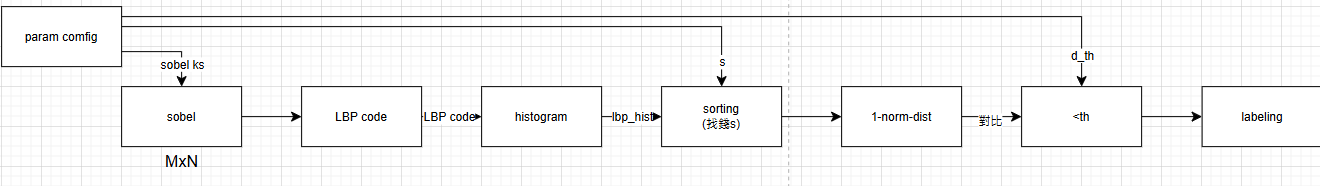 param comfig
sobel ks
s
d_th
sobel
LBP code
LBP code
histogram
lbp_hist
sorting
(找錢s)
1-norm-dist
對比
<th
labeling
MxN